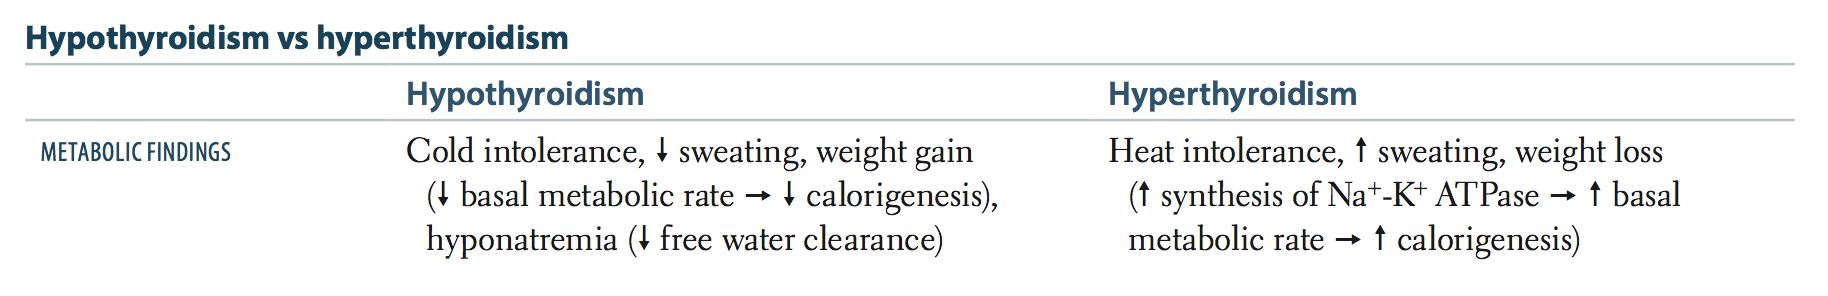 Hypothyroidism vs hyperthyroidism
Hypothyroidism Hyperthyroidism
METABOLIC FINDINGS
Cold intolerance, ↓ sweating, weight gain
(↓ basal metabolic rate → ↓ calorigenesis),
hyponatremia (↓ free water clearance)
Heat intolerance, ↑ sweating, weight loss
(↑ synthesis of Na⁺-K⁺ ATPase → ↑ basal
metabolic rate → ↑ calorigenesis)